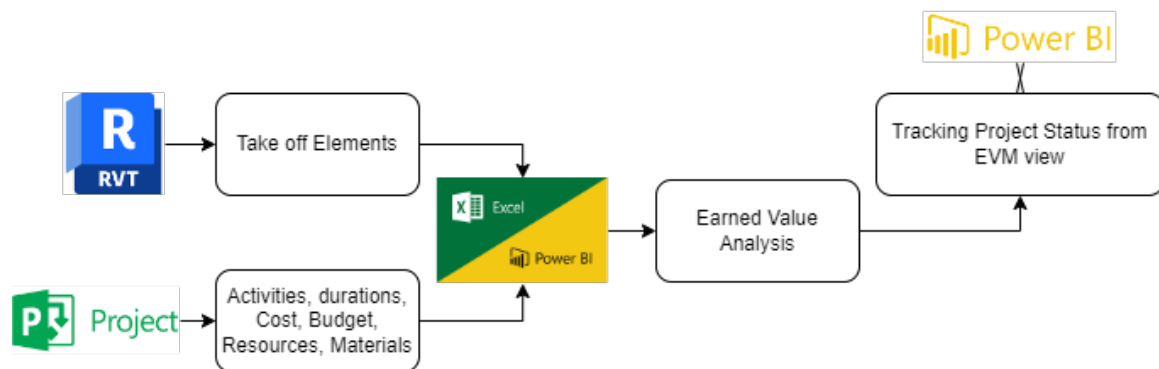 Power BI
R
RVT
Take off Elements
Tracking Project Status from
EVM view
Excel
Power BI
Earned Value
Analysis
P
Project
Activities, durations,
Cost, Budget,
Resources, Materials